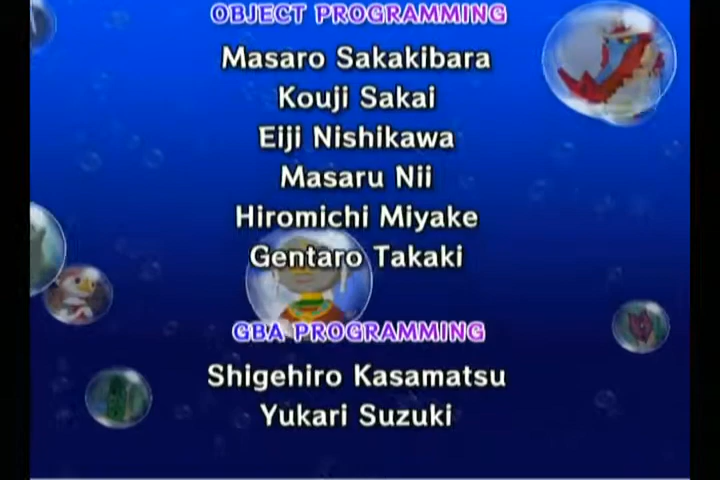 OBJECT PROGRAMMING
Masaro Sakakibara
Kouji Sakai
Eiji Nishikawa
Masaru Nii
Hiromichi Miyake
Gentaro Takaki
GBA PROGRAMMING
Shigehiro Kasamatsu
Yukari Suzuki